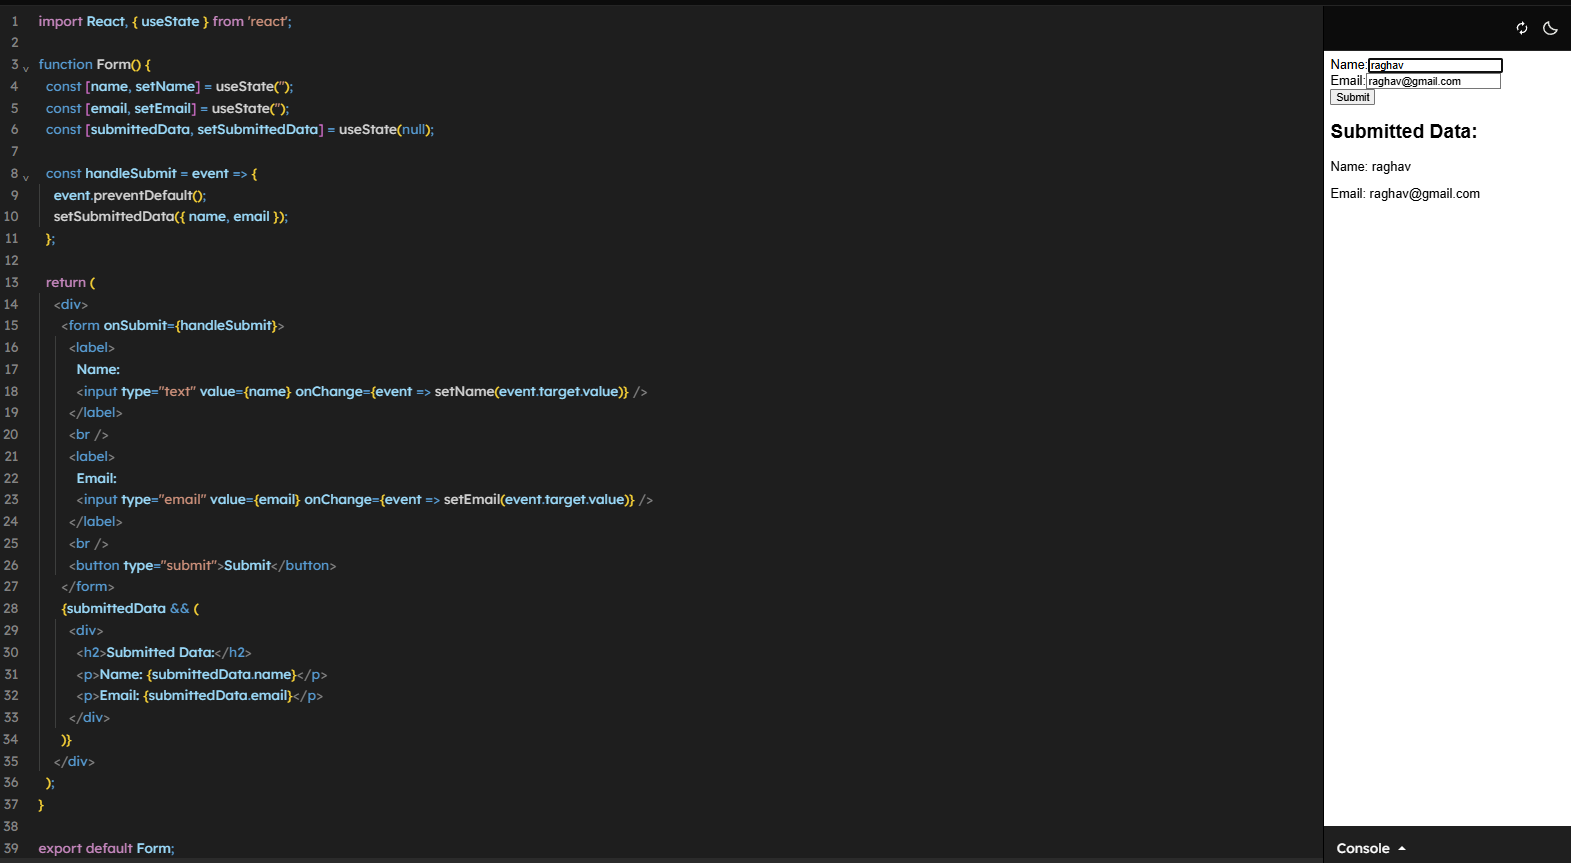 1 import React, { useState } from 'react';
2
3 function Form() {
4 const [name, setName] = useState('');
5 const [email, setEmail] = useState('');
6 const [submittedData, setSubmittedData] = useState(null);
7
8 const handleSubmit = event => {
9 event.preventDefault();
10 setSubmittedData({ name, email });
11 };
12
13 return (
14 <div>
15 <form onSubmit={handleSubmit}>
16 <label>
17 Name:
18 <input type="text" value={name} onChange={event => setName(event.target.value)} />
19 </label>
20 <br />
21 <label>
22 Email:
23 <input type="email" value={email} onChange={event => setEmail(event.target.value)} />
24 </label>
25 <br />
26 <button type="submit">Submit</button>
27 </form>
28 {submittedData && (
29 <div>
30 <h2>Submitted Data:</h2>
31 <p>Name: {submittedData.name}</p>
32 <p>Email: {submittedData.email}</p>
33 </div>
34 )}
35 </div>
36 );
37 }
38
39 export default Form;
Name: raghav
Email: raghav@gmail.com
Submit
Submitted Data:
Name: raghav
Email: raghav@gmail.com
Console